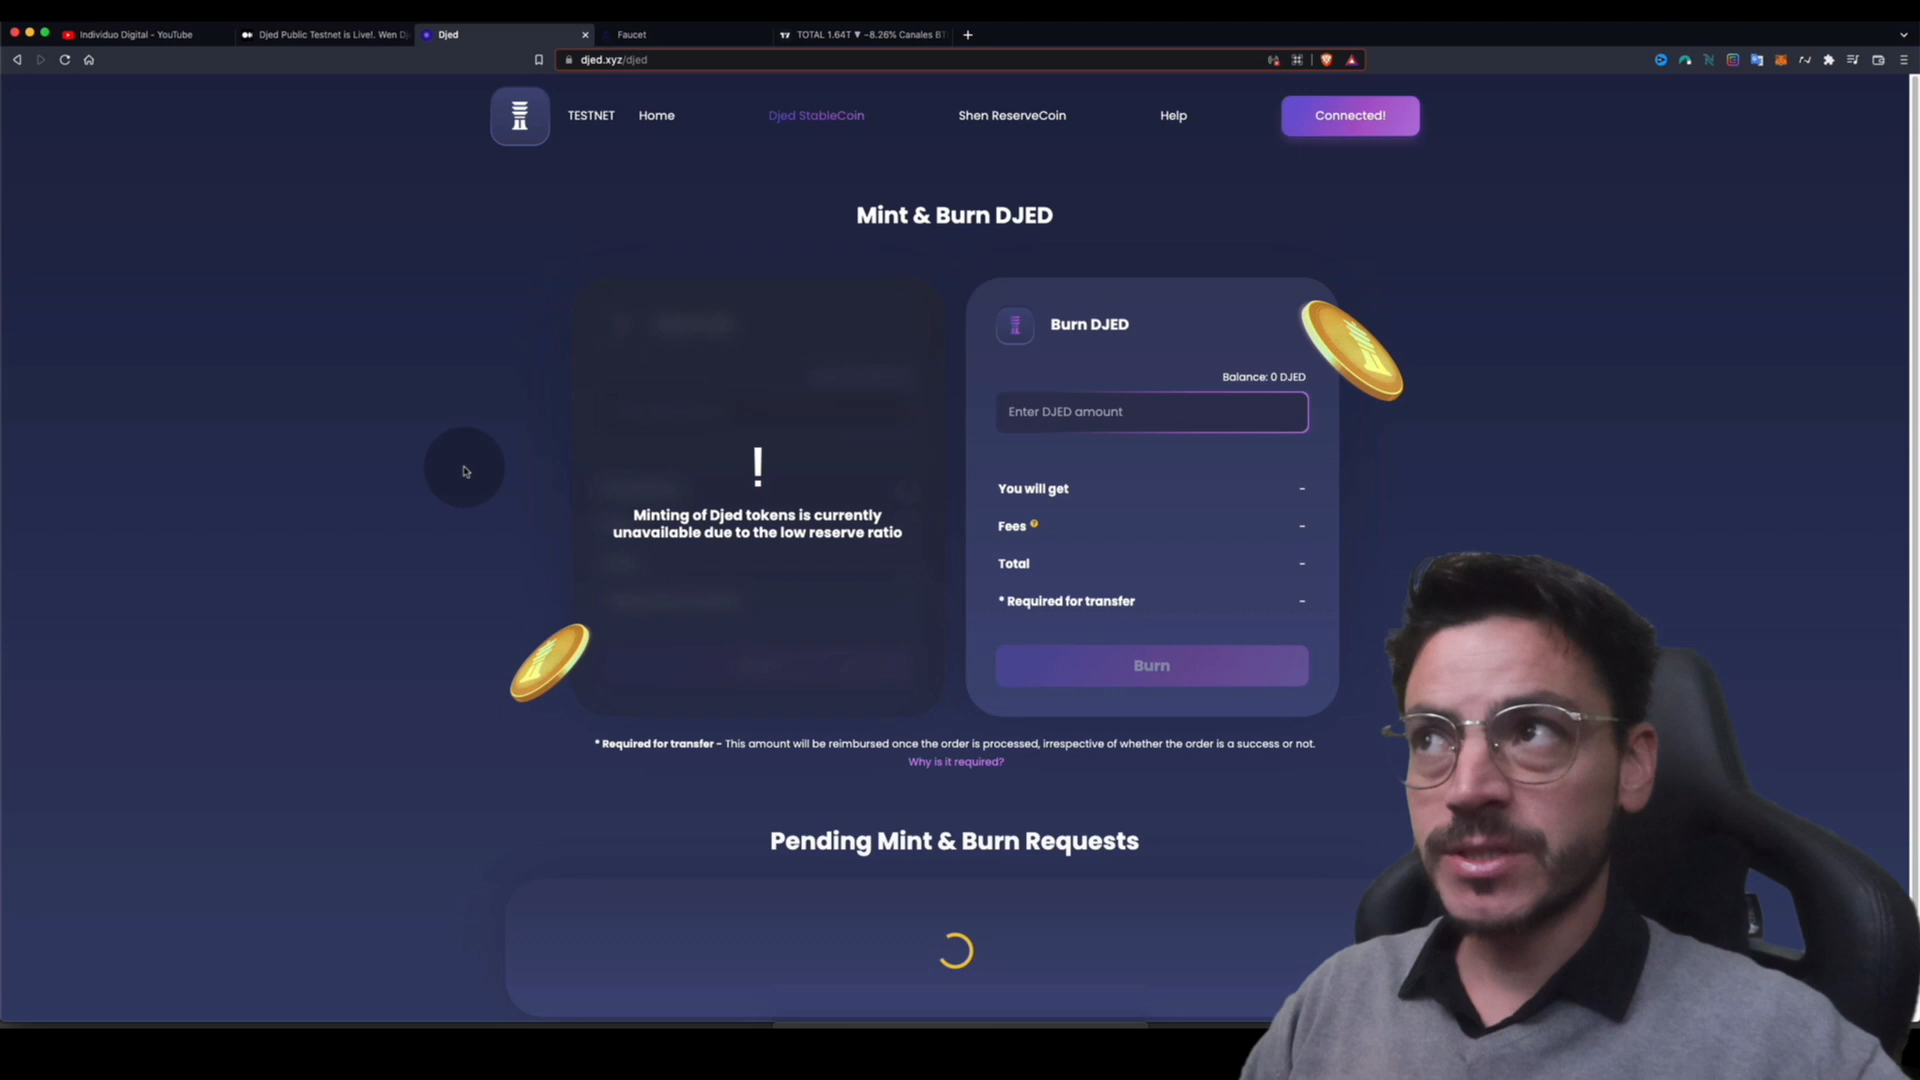 Individuo Digital - YouTube
Djed Public Testnet is Live!. Wen D
Djed
Faucet
TOTAL 1.64T ▼ −8.26% Canales BT
djed.xyz/djed
TESTNET
Home
Djed StableCoin
Shen ReserveCoin
Help
Connected!
Mint & Burn DJED
!
Minting of Djed tokens is currently
unavailable due to the low reserve ratio
Burn DJED
Balance: 0 DJED
Enter DJED amount
You will get -
Fees ? -
Total -
* Required for transfer -
Burn
* Required for transfer - This amount will be reimbursed once the order is processed, irrespective of whether the order is a success or not.
Why is it required?
Pending Mint & Burn Requests